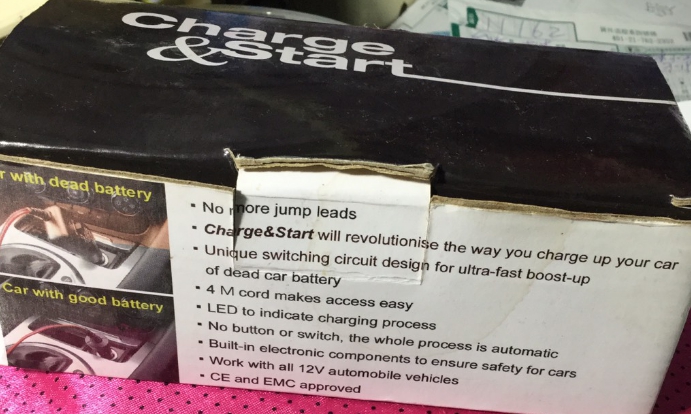 Charge
&Start
N762
r with dead battery
Car with good battery
▪ No more jump leads
▪ Charge&Start will revolutionise the way you charge up your car
▪ Unique switching circuit design for ultra-fast boost-up
of dead car battery
▪ 4 M cord makes access easy
▪ LED to indicate charging process
▪ No button or switch, the whole process is automatic
▪ Built-in electronic components to ensure safety for cars
▪ Work with all 12V automobile vehicles
▪ CE and EMC approved